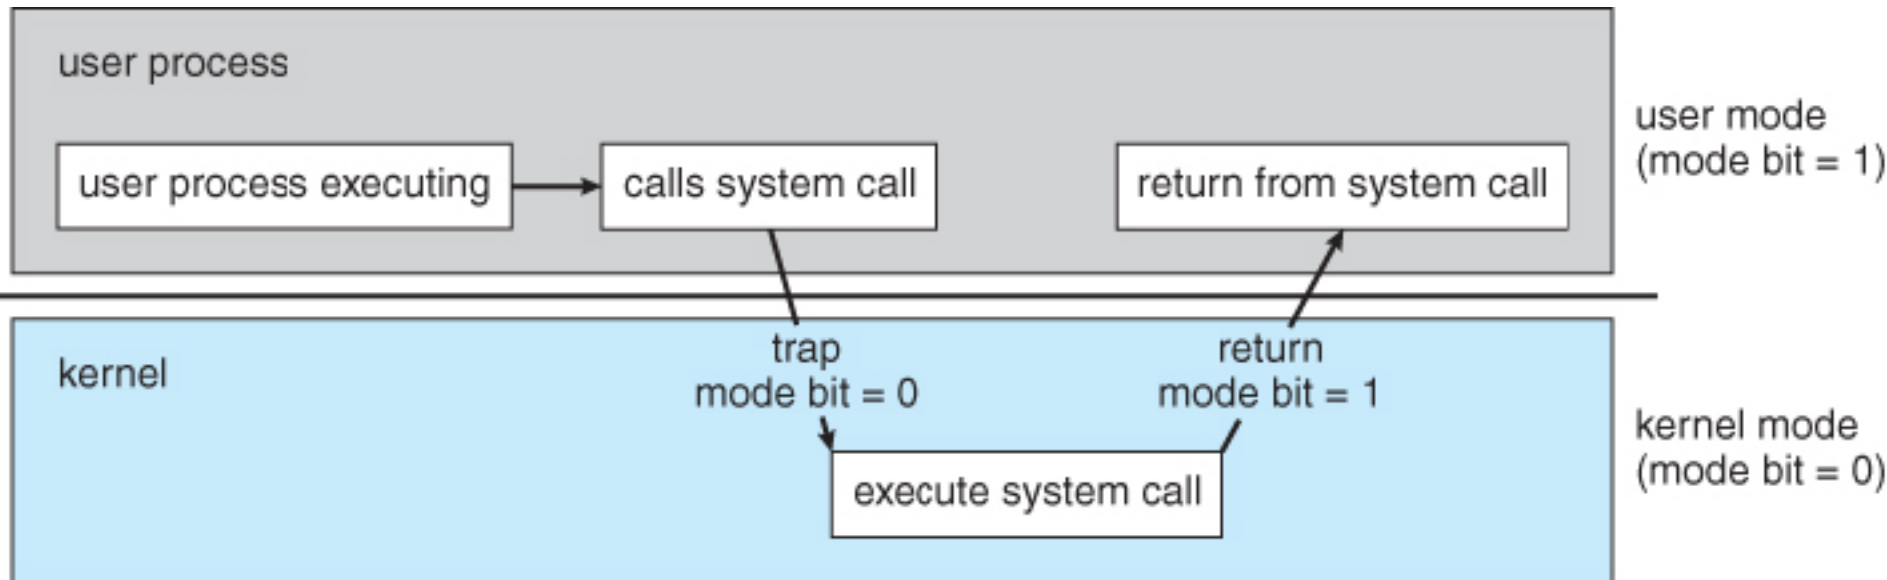 user process
user process executing
calls system call
return from system call
user mode
(mode bit = 1)
kernel
trap
mode bit = 0
return
mode bit = 1
execute system call
kernel mode
(mode bit = 0)